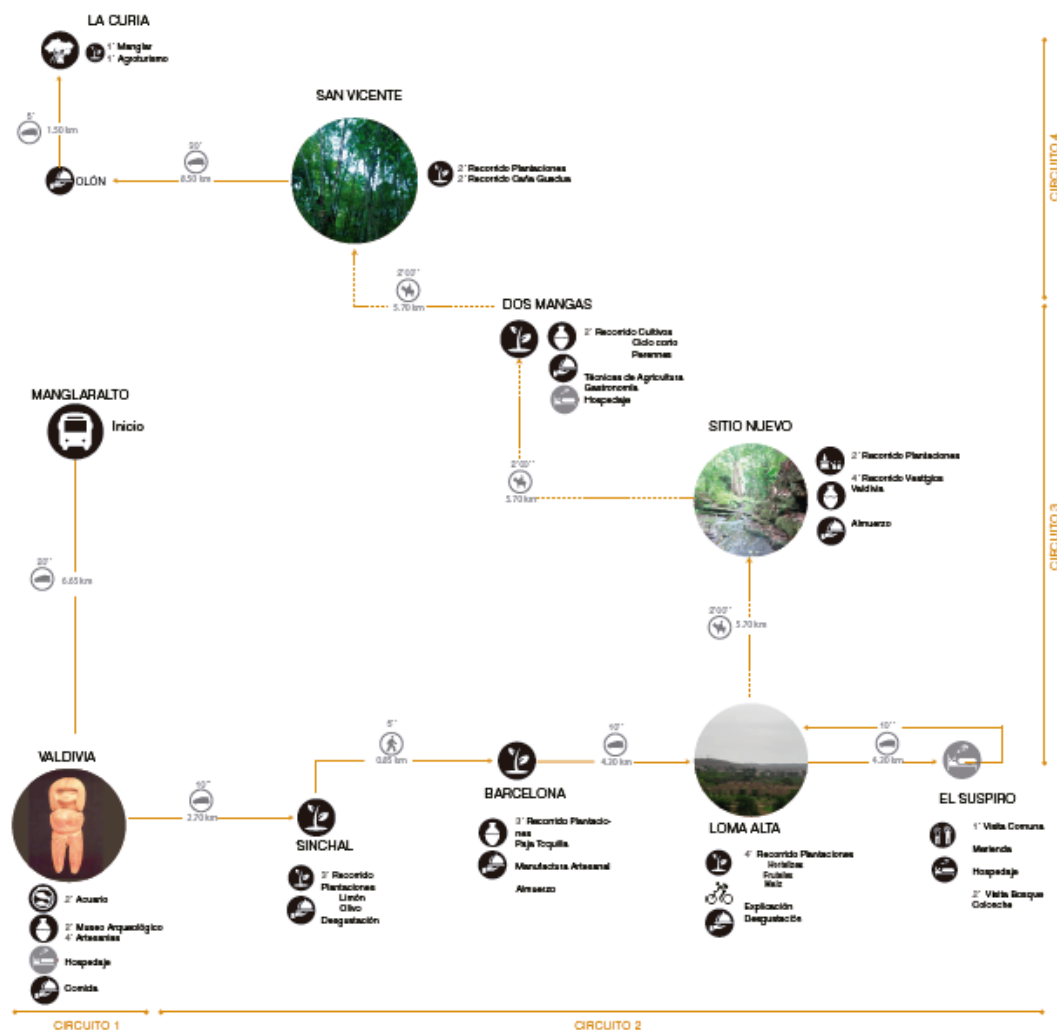 LA CURIA
1' Manglar
1' Agroturismo
5'
1.50 km
OLÓN
20'
8.50 km
SAN VICENTE
2' Recorrido Plantaciones
2' Recorrido Caña Guadua
CIRCUITO 4
2'00''
5.70 km
DOS MANGAS
2' Recorrido Cultivos
Ciclo corto
Perennes
Técnicas de Agricultura
Gastronomía
Hospedaje
MANGLARALTO
Inicio
2'00''
5.70 km
SITIO NUEVO
2' Recorrido Plantaciones
4' Recorrido Vestigios
Valdivia
Almuerzo
CIRCUITO 3
20''
6.65 km
2'00''
5.70 km
VALDIVIA
10''
3.70 km
SINCHAL
5''
0.85 km
BARCELONA
10''
4.20 km
LOMA ALTA
10''
4.20 km
EL SUSPIRO
2' Acuario
2' Museo Arqueológico
4' Artesanías
Hospedaje
Comida
3' Recorrido
Plantaciones
Limón
Olivo
Desgustación
3' Recorrido Plantacio-
nes
Paja Toquilla
Manufactura Artesanal
Almuerzo
4' Recorrido Plantaciones
Hortalizas
Frutales
Maíz
Explicación
Desgustación
1' Visita Comuna
Merienda
Hospedaje
2' Visita Bosque
Colonche
CIRCUITO 1
CIRCUITO 2